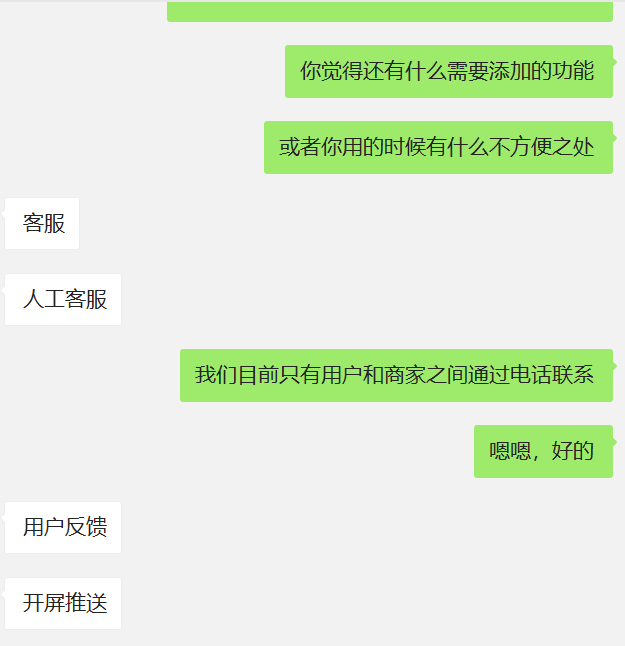 你觉得还有什么需要添加的功能
或者你用的时候有什么不方便之处
客服
人工客服
我们目前只有用户和商家之间通过电话联系
嗯嗯，好的
用户反馈
开屏推送